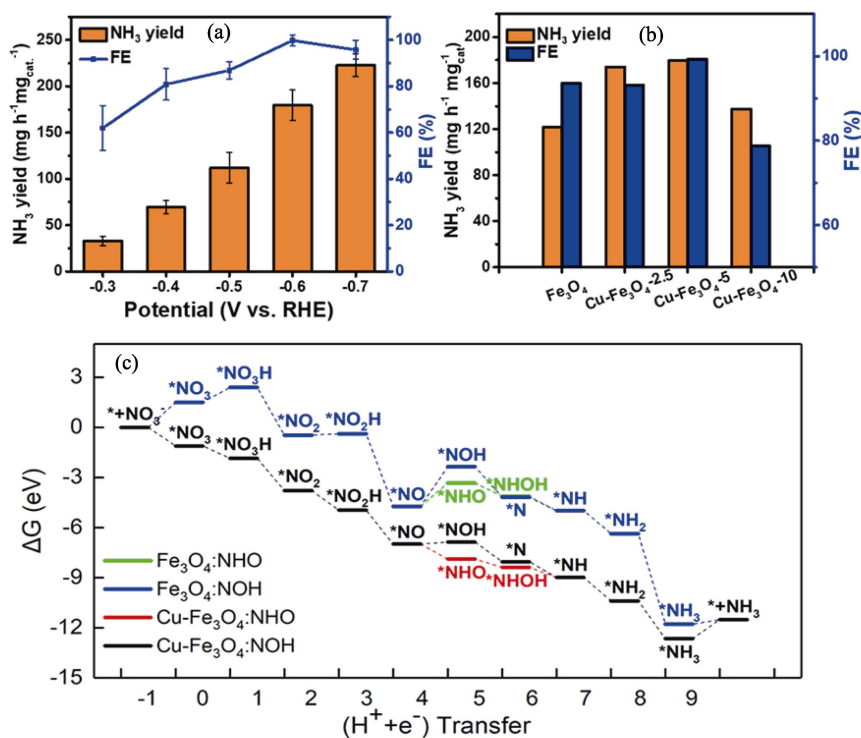 (a)
NH₃ yield
FE
NH₃ yield (mg h⁻¹mg_cat.⁻¹)
250
200
150
100
50
0
100
80
60
40
20
0
FE (%)
-0.3 -0.4 -0.5 -0.6 -0.7
Potential (V vs. RHE)
(b)
NH₃ yield
FE
NH₃ yield (mg h⁻¹ mg_cat⁻¹)
200
160
120
80
40
0
100
80
60
FE (%)
Fe₃O₄ Cu-Fe₃O₄-2.5 Cu-Fe₃O₄-5 Cu-Fe₃O₄-10
(c)
ΔG (eV)
3
0
-3
-6
-9
-12
-15
*NO₃ *NO₃H *NO₂ *NO₂H *NO *NOH *N *NH *NH₂ *NH₃
*NHO *NHOH
*+NO₃⁻ *NO₃ *NO₃H *NO₂ *NO₂H *NO *NOH *N *NH *NH₂ *NH₃ *+NH₃
*NHO *NHOH
Fe₃O₄:NHO
Fe₃O₄:NOH
Cu-Fe₃O₄:NHO
Cu-Fe₃O₄:NOH
-1 0 1 2 3 4 5 6 7 8 9
(H⁺+e⁻) Transfer